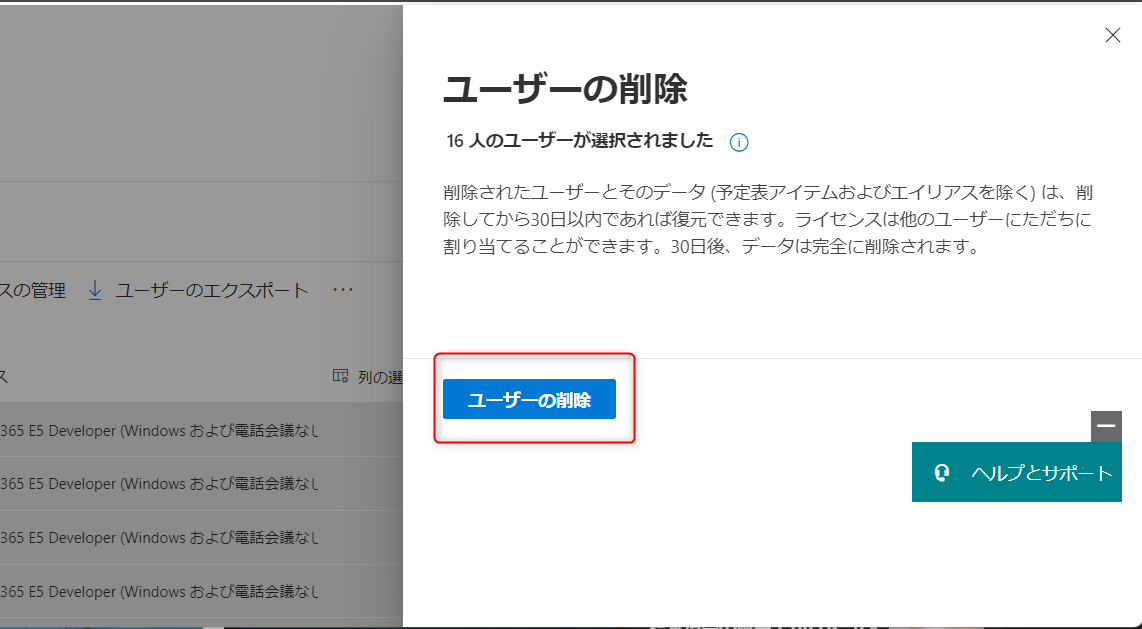 ユーザーの削除
16 人のユーザーが選択されました
削除されたユーザーとそのデータ (予定表アイテムおよびエイリアスを除く) は、削
除してから30日以内であれば復元できます。ライセンスは他のユーザーにただちに
割り当てることができます。30日後、データは完全に削除されます。
スの管理 ユーザーのエクスポート ···
ス 列の選
ユーザーの削除
365 E5 Developer (Windows および電話会議なし
ヘルプとサポート
365 E5 Developer (Windows および電話会議なし
365 E5 Developer (Windows および電話会議なし
365 E5 Developer (Windows および電話会議なし